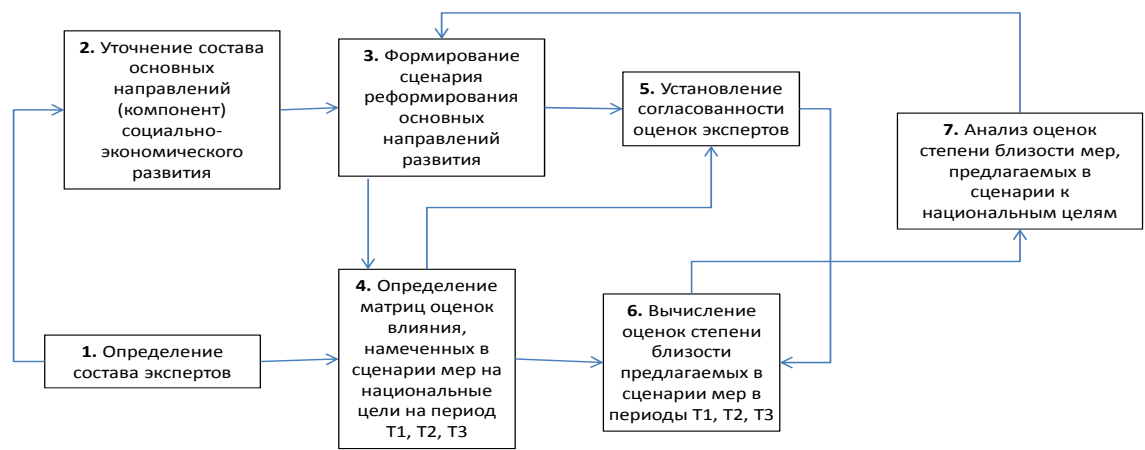 1. Определение
состава экспертов
2. Уточнение состава
основных
направлений
(компонент)
социально-
экономического
развития
3. Формирование
сценария
реформирования
основных
направлений
развития
4. Определение
матриц оценок
влияния,
намеченных в
сценарии мер на
национальные
цели на период
Т1, Т2, Т3
5. Установление
согласованности
оценок экспертов
6. Вычисление
оценок степени
близости
предлагаемых в
сценарии мер в
периоды Т1, Т2, Т3
7. Анализ оценок
степени близости мер,
предлагаемых в
сценарии к
национальным целям